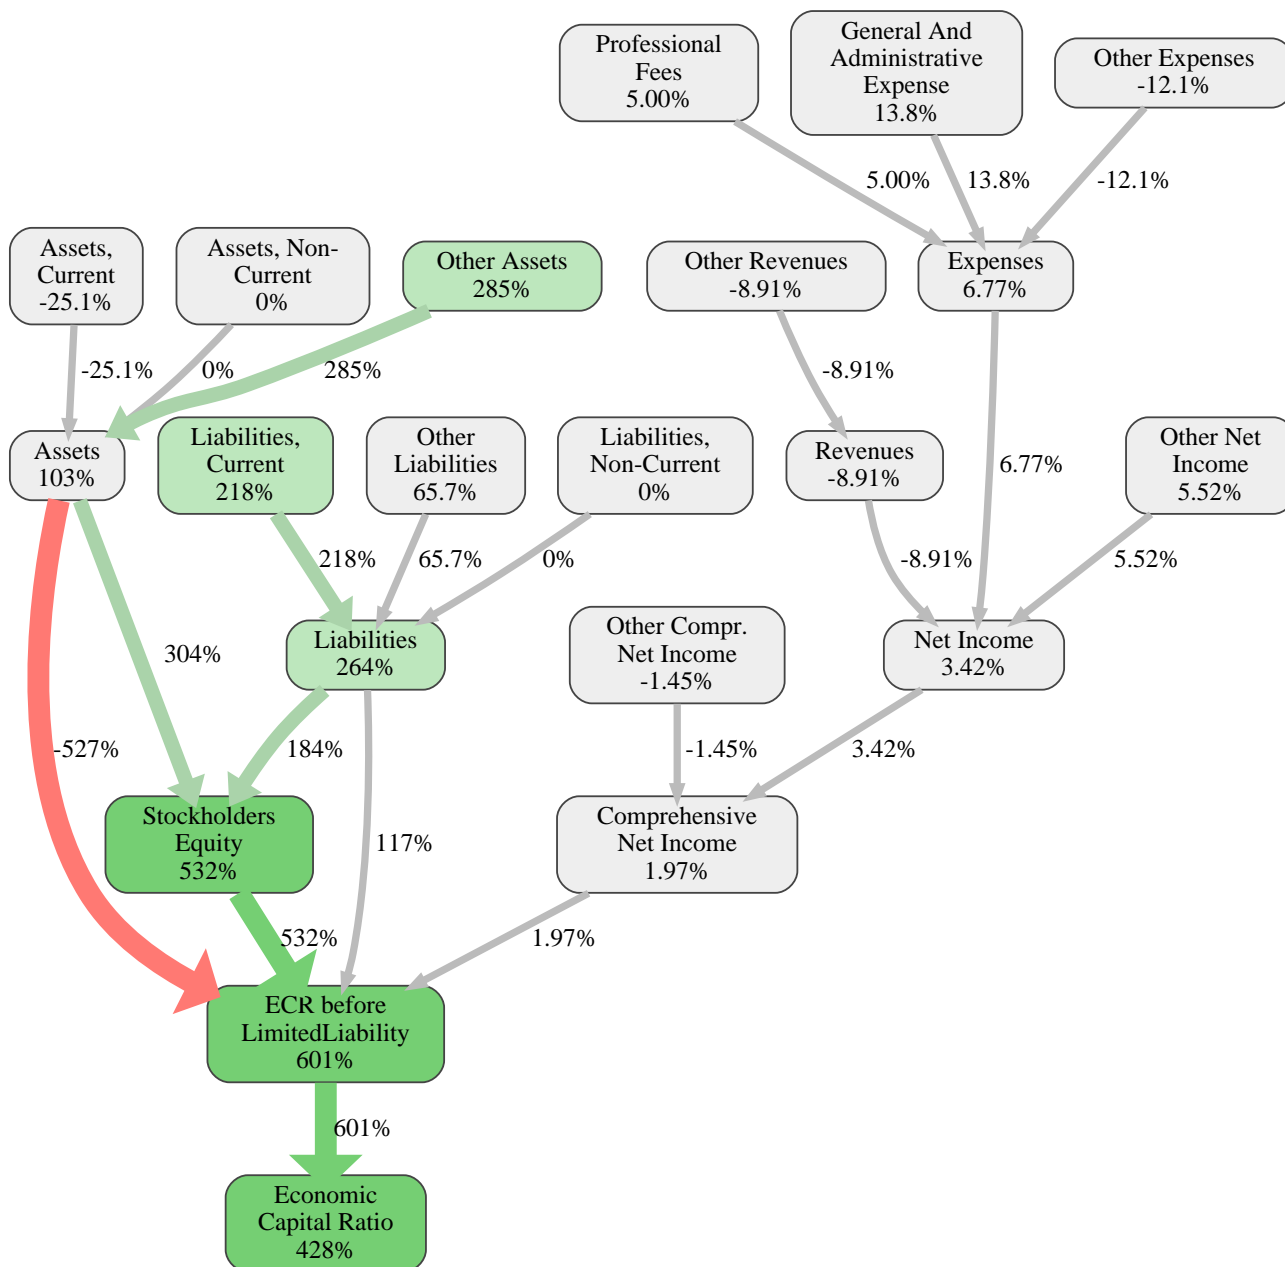 Professional
Fees
5.00%
General And
Administrative
Expense
13.8%
Other Expenses
-12.1%
5.00%
13.8%
-12.1%
Assets,
Current
-25.1%
Assets, Non-
Current
0%
Other Assets
285%
Other Revenues
-8.91%
Expenses
6.77%
-25.1%
0%
285%
-8.91%
Assets
103%
Liabilities,
Current
218%
Other
Liabilities
65.7%
Liabilities,
Non-Current
0%
Revenues
-8.91%
6.77%
Other Net
Income
5.52%
218%
65.7%
0%
-8.91%
5.52%
304%
Liabilities
264%
Other Compr.
Net Income
-1.45%
Net Income
3.42%
-527%
184%
-1.45%
3.42%
Stockholders
Equity
532%
117%
Comprehensive
Net Income
1.97%
532%
1.97%
ECR before
LimitedLiability
601%
601%
Economic
Capital Ratio
428%